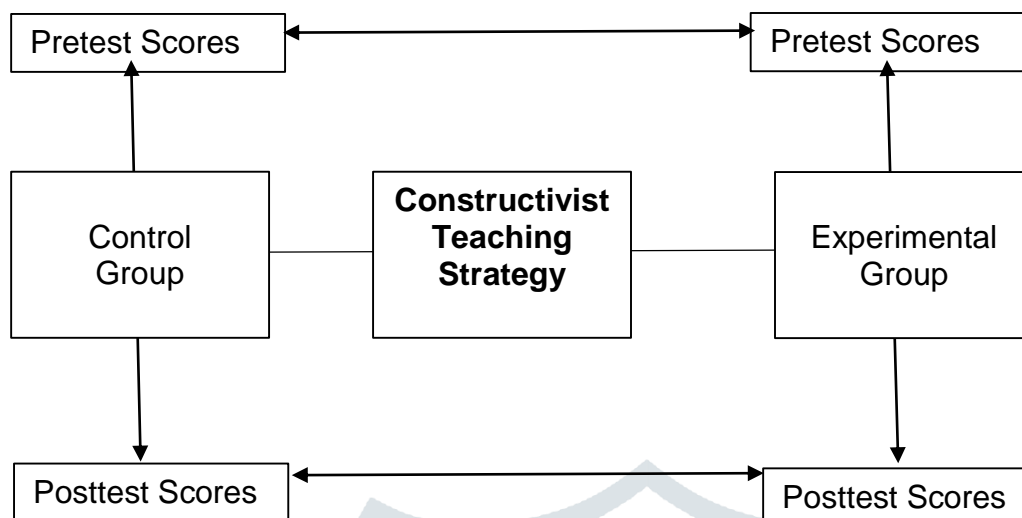 Pretest Scores
Pretest Scores
Control
Group
Constructivist
Teaching
Strategy
Experimental
Group
Posttest Scores
Posttest Scores